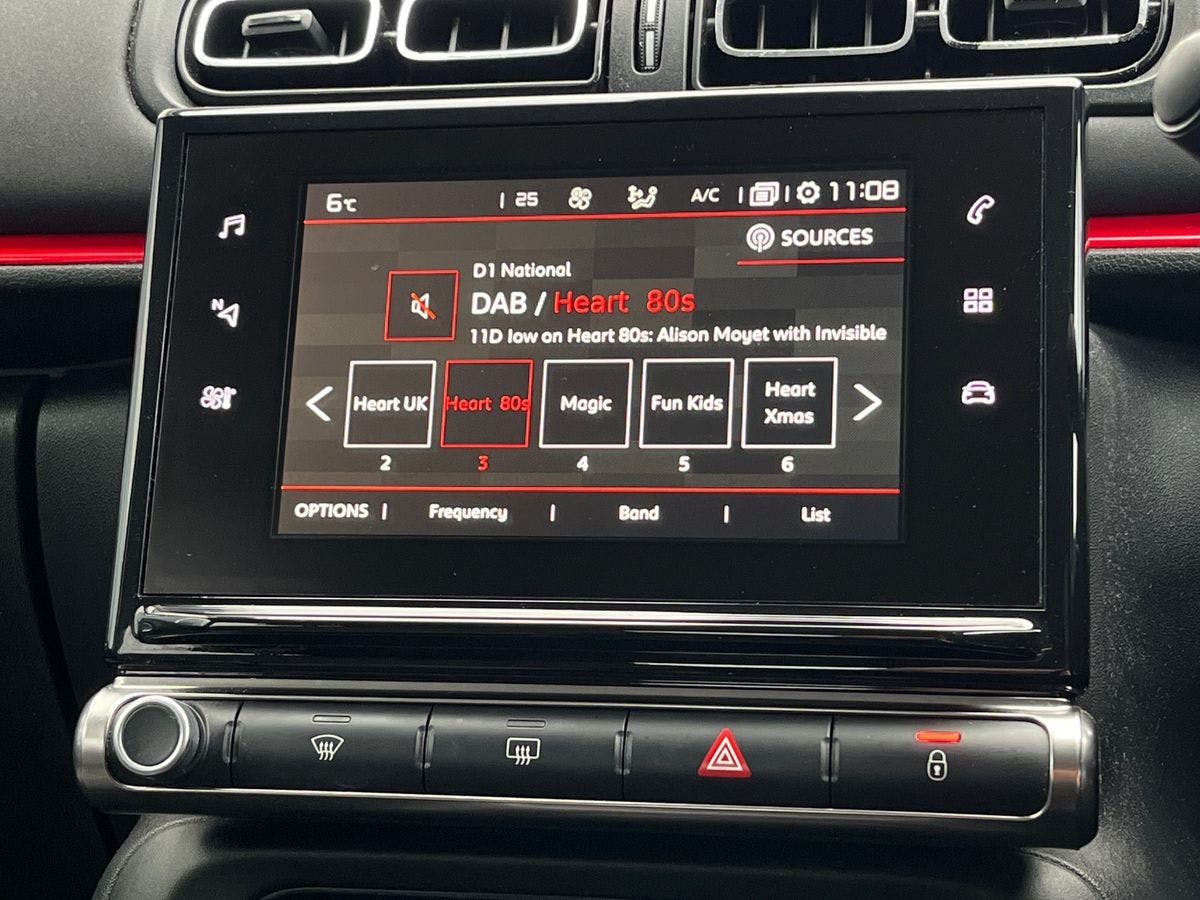 6°C | 25 A/C | | 11:08
SOURCES
D1 National
DAB / Heart 80s
11D low on Heart 80s: Alison Moyet with Invisible
N
Heart UK Heart 80s Magic Fun Kids Heart
Xmas
2 3 4 5 6
OPTIONS | Frequency | Band | List